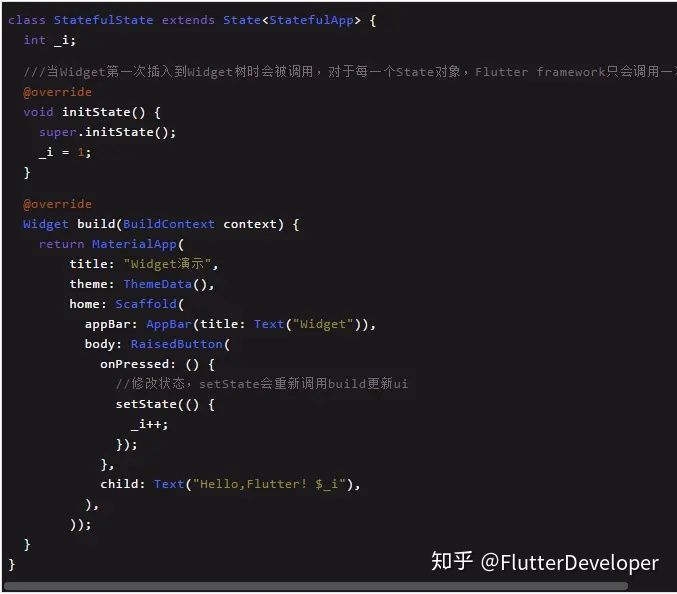 class StatefulState extends State<StatefulApp> {
  int _i;

  ///当Widget第一次插入到Widget树时会被调用，对于每一个State对象，Flutter framework只会调用一
  @override
  void initState() {
    super.initState();
    _i = 1;
  }

  @override
  Widget build(BuildContext context) {
    return MaterialApp(
        title: "Widget演示",
        theme: ThemeData(),
        home: Scaffold(
          appBar: AppBar(title: Text("Widget")),
          body: RaisedButton(
            onPressed: () {
              //修改状态，setState会重新调用build更新ui
              setState(() {
                _i++;
              });
            },
            child: Text("Hello,Flutter! $_i"),
          ),
        ));
  }
}
知乎 @FlutterDeveloper